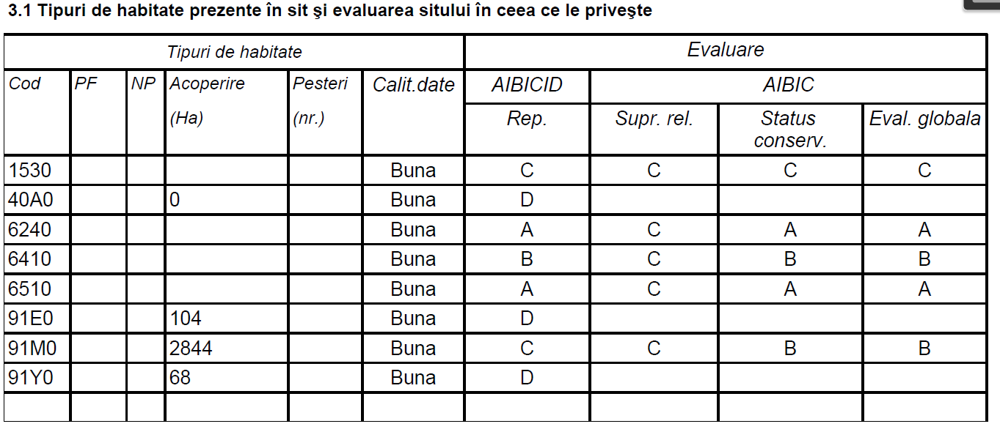 3.1 Tipuri de habitate prezente în sit şi evaluarea sitului în ceea ce le priveşte
Tipuri de habitate Evaluare
Cod PF NP Acoperire (Ha) Pesteri (nr.) Calit.date AIBICID AIBIC
Rep. Supr. rel. Status conserv. Eval. globala
1530 Buna C C C C
40A0 0 Buna D
6240 Buna A C A A
6410 Buna B C B B
6510 Buna A C A A
91E0 104 Buna D
91M0 2844 Buna C C B B
91Y0 68 Buna D